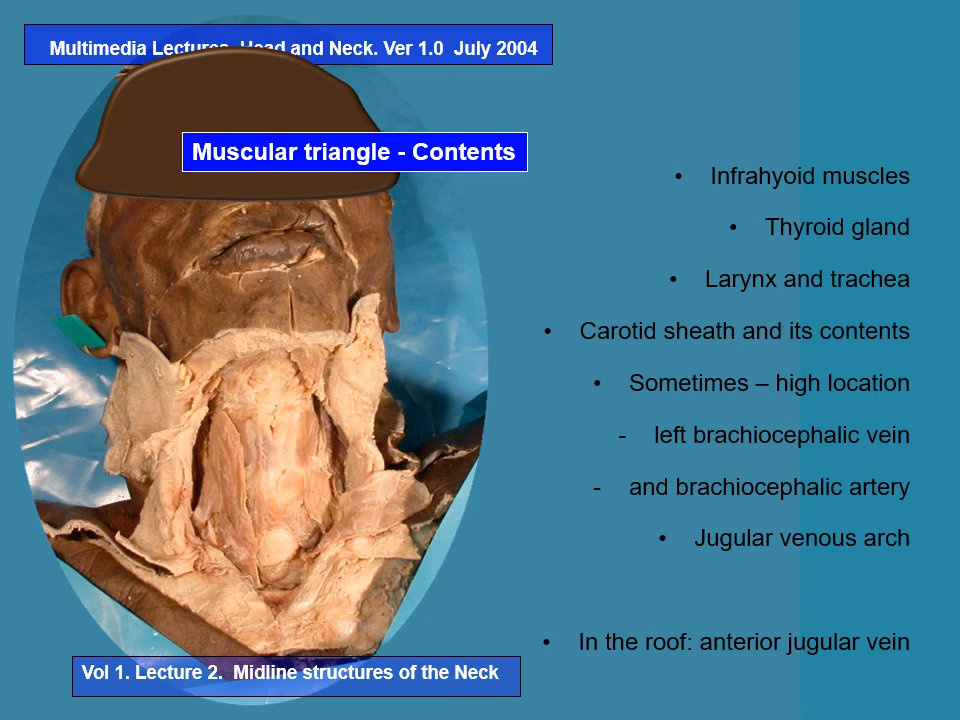 Multimedia Lectures. Head and Neck. Ver 1.0 July 2004
Muscular triangle - Contents
• Infrahyoid muscles
• Thyroid gland
• Larynx and trachea
• Carotid sheath and its contents
• Sometimes – high location
- left brachiocephalic vein
- and brachiocephalic artery
• Jugular venous arch
• In the roof: anterior jugular vein
Vol 1. Lecture 2. Midline structures of the Neck